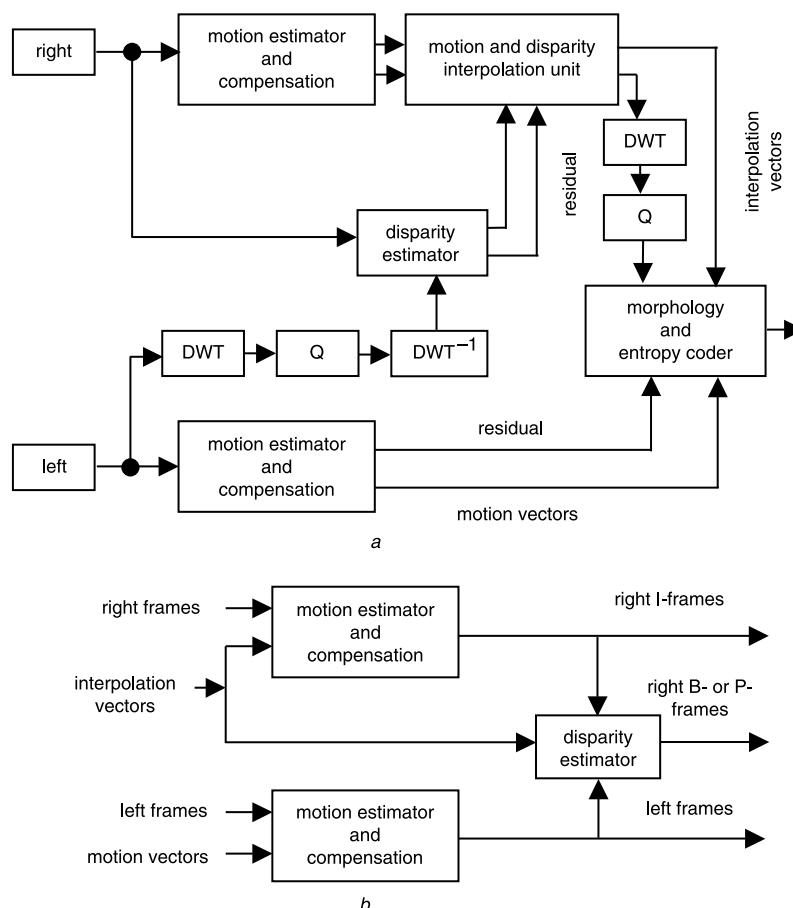 right
motion estimator
and
compensation
motion and disparity
interpolation unit
DWT
residual
interpolation
vectors
Q
disparity
estimator
morphology
and
entropy coder
DWT
Q
DWT−1
left
motion estimator
and
compensation
residual
motion vectors
a
right frames
motion estimator
and
compensation
right I-frames
interpolation
vectors
right B- or P-
frames
disparity
estimator
left frames
motion vectors
motion estimator
and
compensation
left frames
b